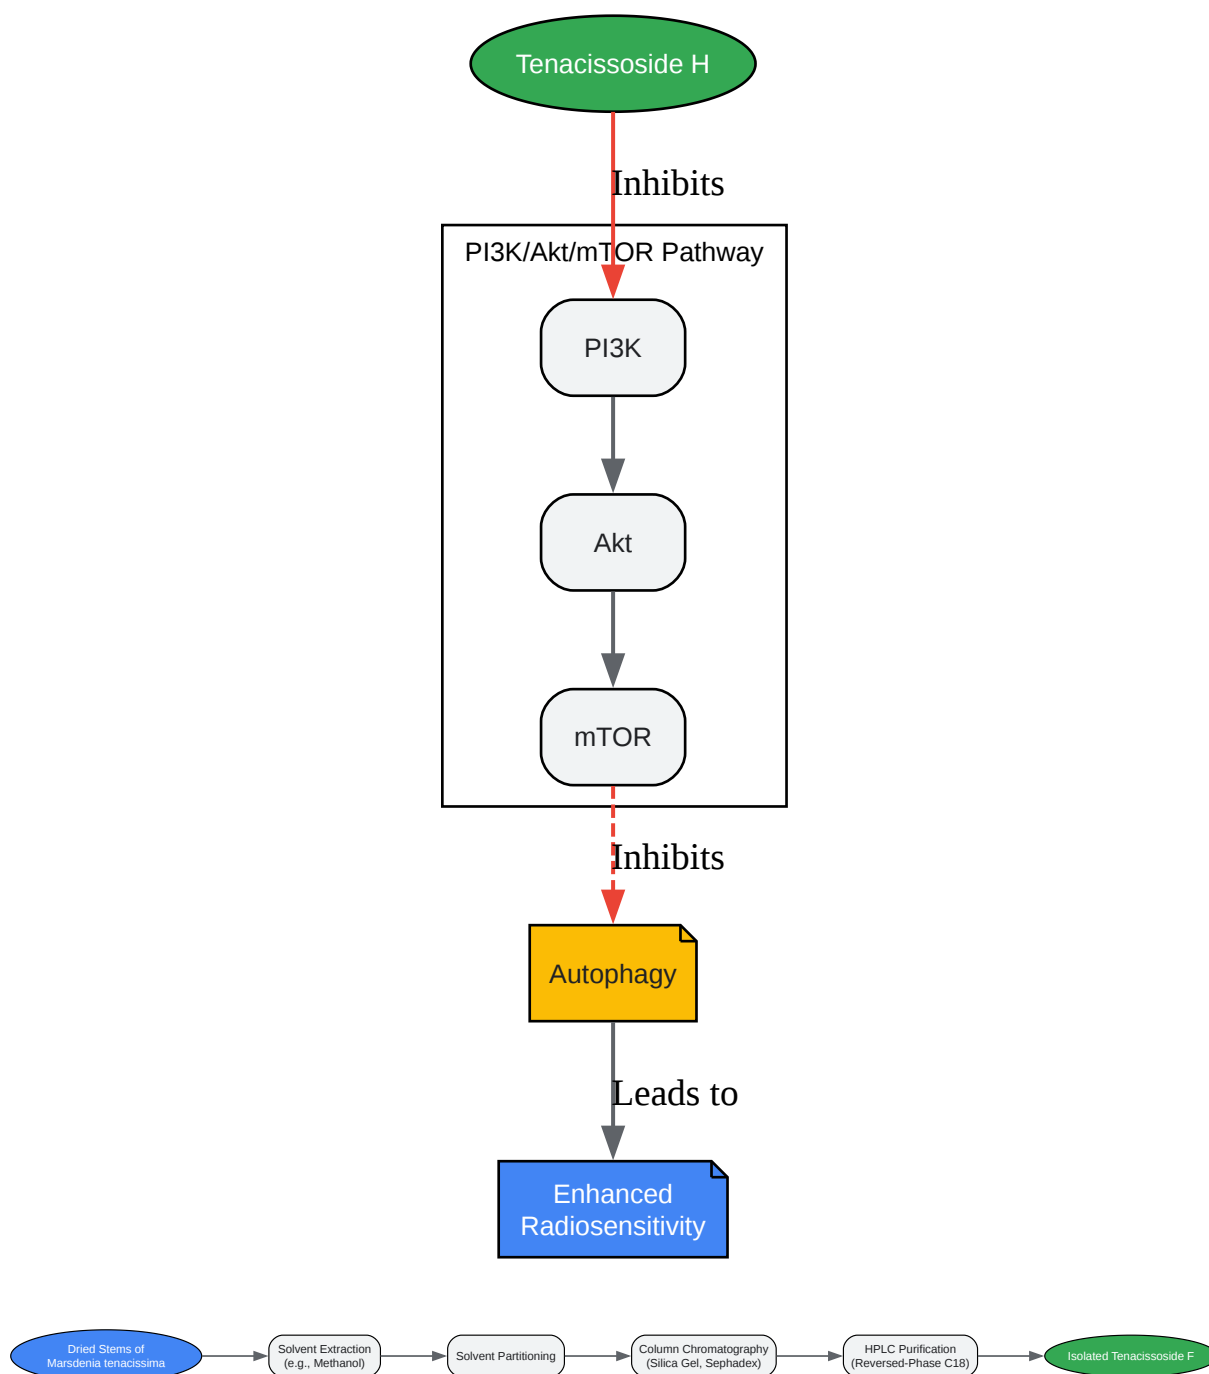 Tenacissoside H
Inhibits
PI3K/Akt/mTOR Pathway
PI3K
Akt
mTOR
Inhibits
Autophagy
Leads to
Enhanced
Radiosensitivity
Dried Stems of
Marsdenia tenacissima
Solvent Extraction
(e.g., Methanol)
Solvent Partitioning
Column Chromatography
(Silica Gel, Sephadex)
HPLC Purification
(Reversed-Phase C18)
Isolated Tenacissoside F